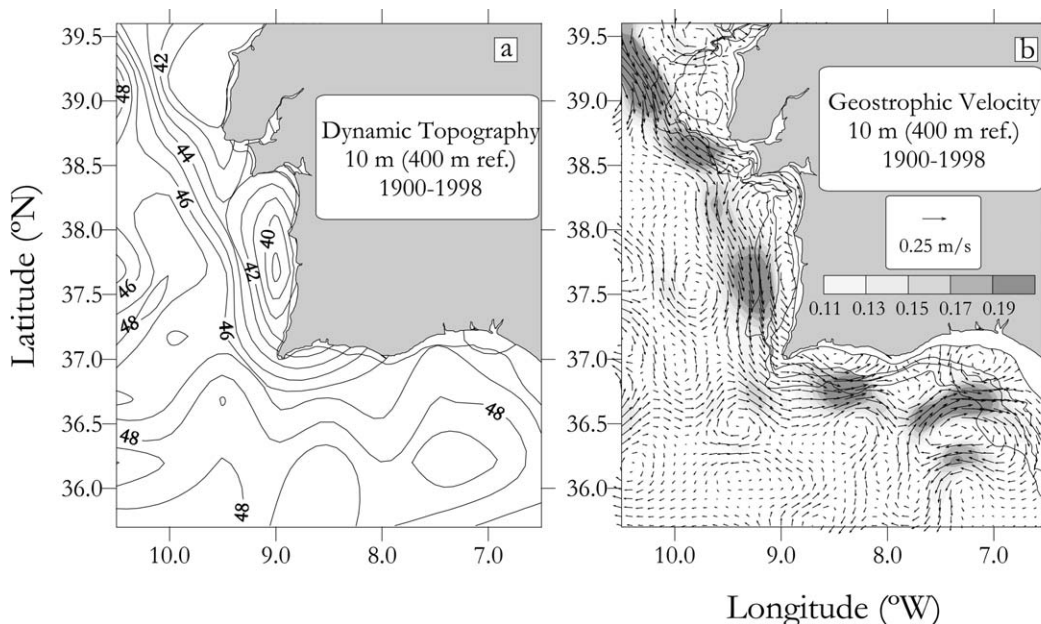 39.5
39.0
38.5
38.0
37.5
37.0
36.5
36.0
Latitude (ºN)
a
Dynamic Topography
10 m (400 m ref.)
1900-1998
42
48
44
46
40
42
46
48
46
48
48
48
10.0 9.0 8.0 7.0
39.5
39.0
38.5
38.0
37.5
37.0
36.5
36.0
b
Geostrophic Velocity
10 m (400 m ref.)
1900-1998
0.25 m/s
0.11 0.13 0.15 0.17 0.19
10.0 9.0 8.0 7.0
Longitude (ºW)